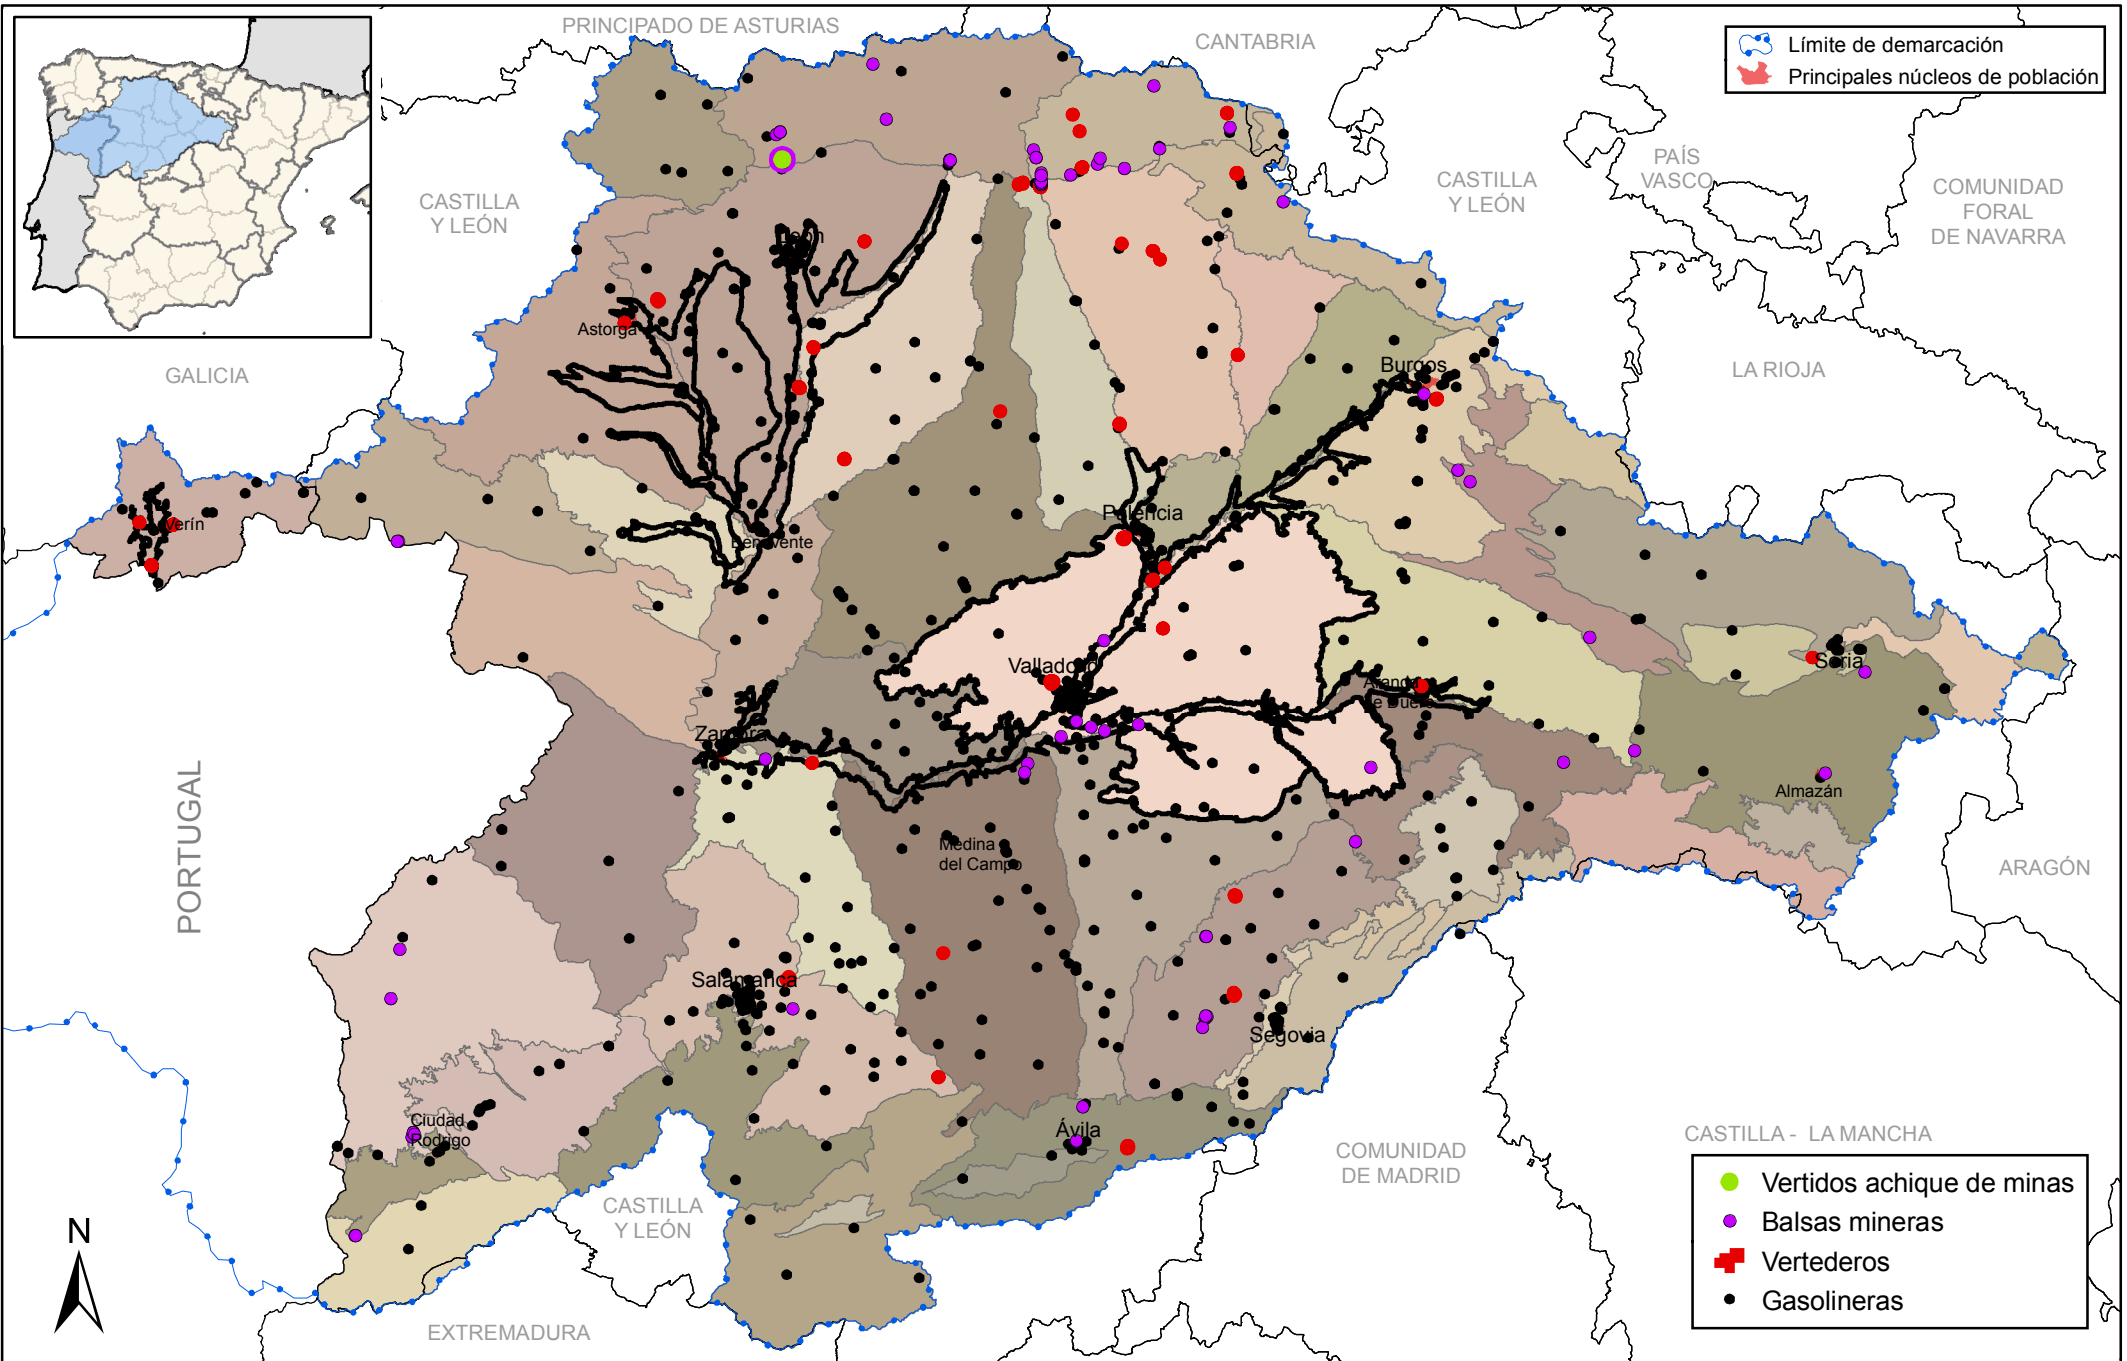 PRINCIPADO DE ASTURIAS
CANTABRIA
Límite de demarcación
Principales núcleos de población
CASTILLA
Y LEÓN
PAÍS
VASCO
CASTILLA
Y LEÓN
COMUNIDAD
FORAL
DE NAVARRA
León
Astorga
GALICIA
Burgos
LA RIOJA
Verín
Benavente
Palencia
Valladolid
Soria
Aranda
de Duero
Zamora
Almazán
PORTUGAL
Medina
del Campo
ARAGÓN
Salamanca
Segovia
Ciudad
Rodrigo
Ávila
COMUNIDAD
DE MADRID
CASTILLA - LA MANCHA
CASTILLA
Y LEÓN
N
EXTREMADURA
Vertidos achique de minas
Balsas mineras
Vertederos
Gasolineras